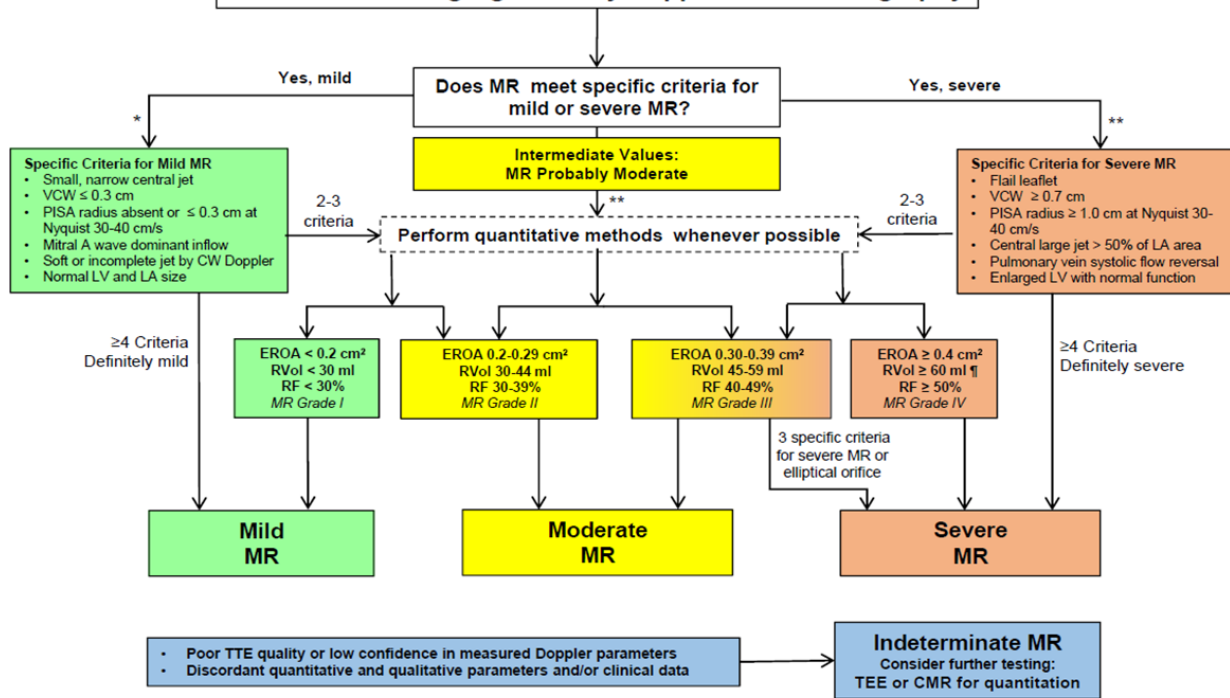 Yes, mild
Does MR meet specific criteria for
mild or severe MR?
Yes, severe
*
**
Intermediate Values:
MR Probably Moderate
**
Specific Criteria for Mild MR
• Small, narrow central jet
• VCW ≤ 0.3 cm
• PISA radius absent or ≤ 0.3 cm at
Nyquist 30-40 cm/s
• Mitral A wave dominant inflow
• Soft or incomplete jet by CW Doppler
• Normal LV and LA size
2-3
criteria
Perform quantitative methods whenever possible
2-3
criteria
Specific Criteria for Severe MR
• Flail leaflet
• VCW ≥ 0.7 cm
• PISA radius ≥ 1.0 cm at Nyquist 30-
40 cm/s
• Central large jet > 50% of LA area
• Pulmonary vein systolic flow reversal
• Enlarged LV with normal function
≥4 Criteria
Definitely mild
EROA < 0.2 cm²
RVol < 30 ml
RF < 30%
MR Grade I
EROA 0.2-0.29 cm²
RVol 30-44 ml
RF 30-39%
MR Grade II
EROA 0.30-0.39 cm²
RVol 45-59 ml
RF 40-49%
MR Grade III
EROA ≥ 0.4 cm²
RVol ≥ 60 ml ¶
RF ≥ 50%
MR Grade IV
≥4 Criteria
Definitely severe
3 specific criteria
for severe MR or
elliptical orifice
Mild
MR
Moderate
MR
Severe
MR
• Poor TTE quality or low confidence in measured Doppler parameters
• Discordant quantitative and qualitative parameters and/or clinical data
Indeterminate MR
Consider further testing:
TEE or CMR for quantitation